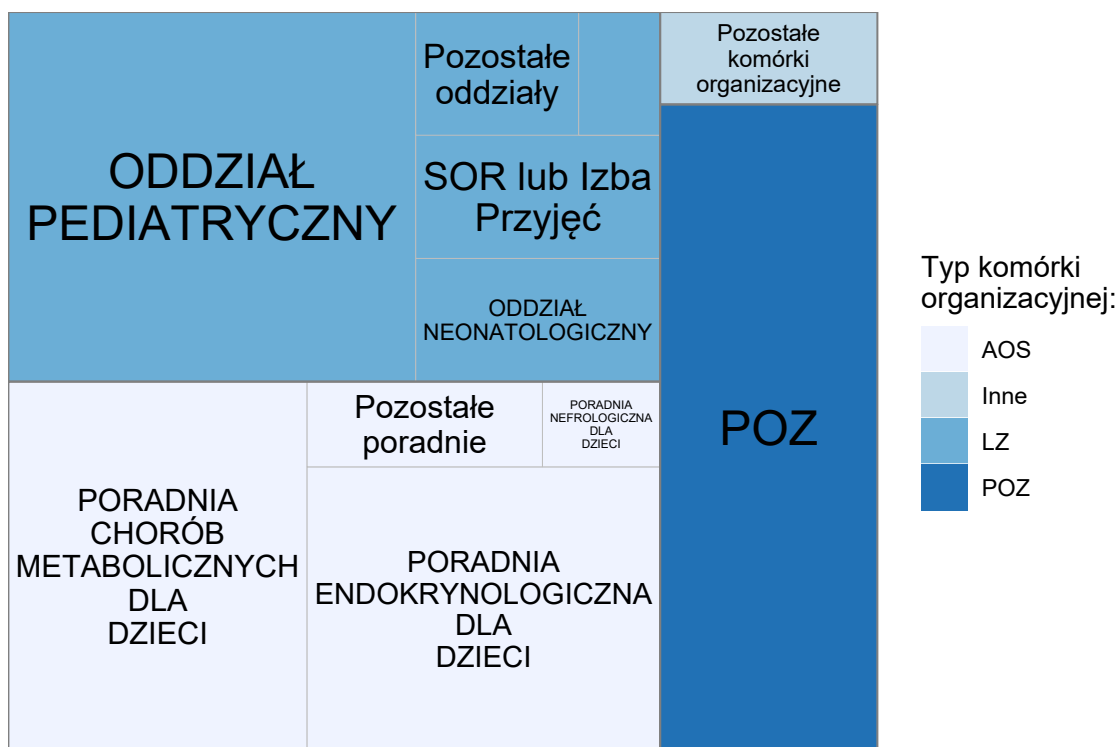 ODDZIAŁ
PEDIATRYCZNY
Pozostałe
oddziały
SOR lub Izba
Przyjęć
ODDZIAŁ
NEONATOLOGICZNY
Pozostałe
komórki
organizacyjne
POZ
PORADNIA
CHORÓB
METABOLICZNYCH
DLA
DZIECI
Pozostałe
poradnie
PORADNIA
NEFROLOGICZNA
DLA
DZIECI
PORADNIA
ENDOKRYNOLOGICZNA
DLA
DZIECI
Typ komórki
organizacyjnej:
AOS
Inne
LZ
POZ